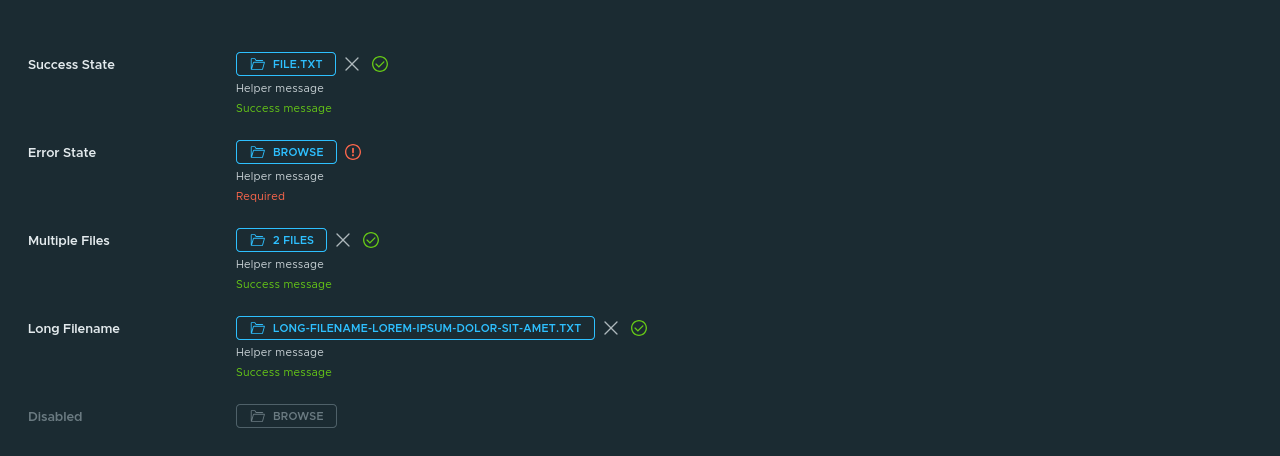 Success State
FILE.TXT
Helper message
Success message
Error State
BROWSE
Helper message
Required
Multiple Files
2 FILES
Helper message
Success message
Long Filename
LONG-FILENAME-LOREM-IPSUM-DOLOR-SIT-AMET.TXT
Helper message
Success message
Disabled
BROWSE